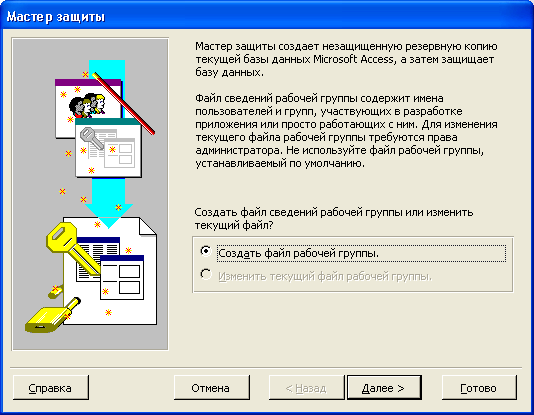 Мастер защиты
Мастер защиты создает незащищенную резервную копию
текущей базы данных Microsoft Access, а затем защищает
базу данных.
Файл сведений рабочей группы содержит имена
пользователей и групп, участвующих в разработке
приложения или просто работающих с ним. Для изменения
текущего файла рабочей группы требуются права
администратора. Не используйте файл рабочей группы,
устанавливаемый по умолчанию.
Создать файл сведений рабочей группы или изменить
текущий файл?
Создать файл рабочей группы.
Изменить текущий файл рабочей группы.
Справка
Отмена
< Назад
Далее >
Готово